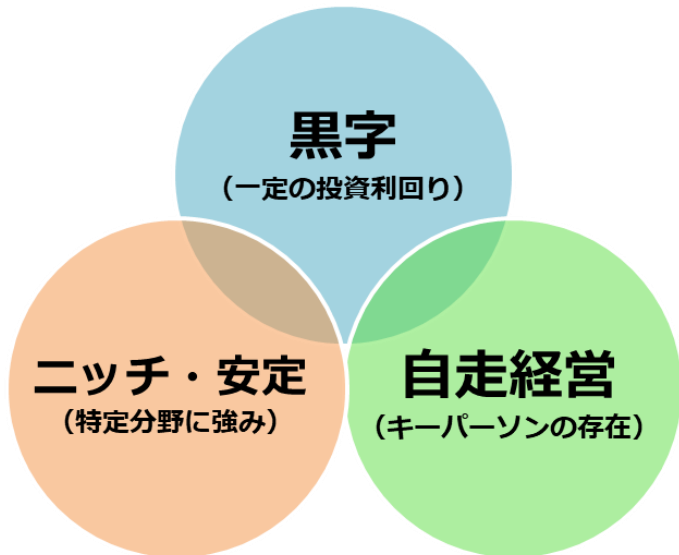 黒字
（一定の投資利回り）
ニッチ・安定
（特定分野に強み）
自走経営
（キーパーソンの存在）